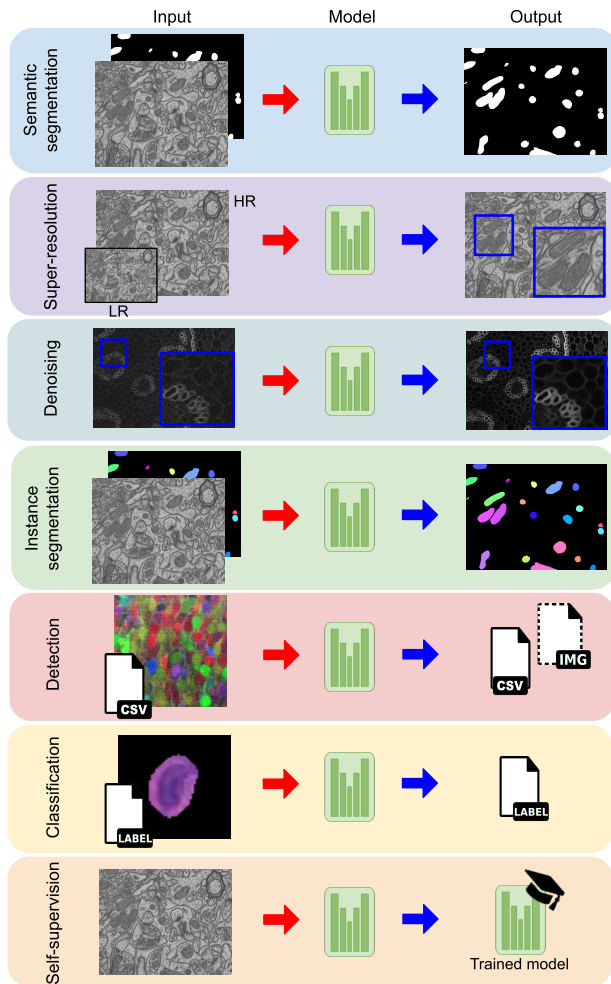 Input
Model
Output
Semantic
segmentation
Super-resolution
HR
LR
Denoising
Instance
segmentation
Detection
CSV
CSV
IMG
Classification
LABEL
LABEL
Self-supervision
Trained model